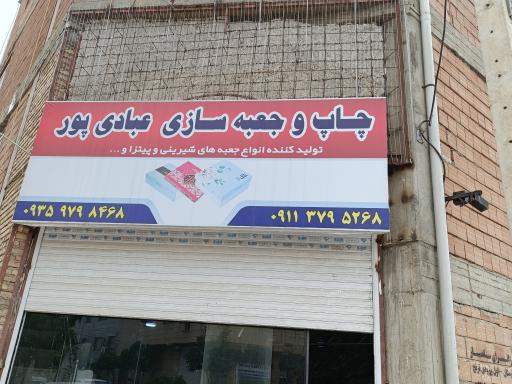 چاپ و جعبه سازی عبادی پور
تولید کننده انواع جعبه های شیرینی و پیتزا و ...
۰۹۳۵ ۹۷۹ ۸۴۶۸
۰۹۱۱ ۳۷۹ ۵۲۶۸